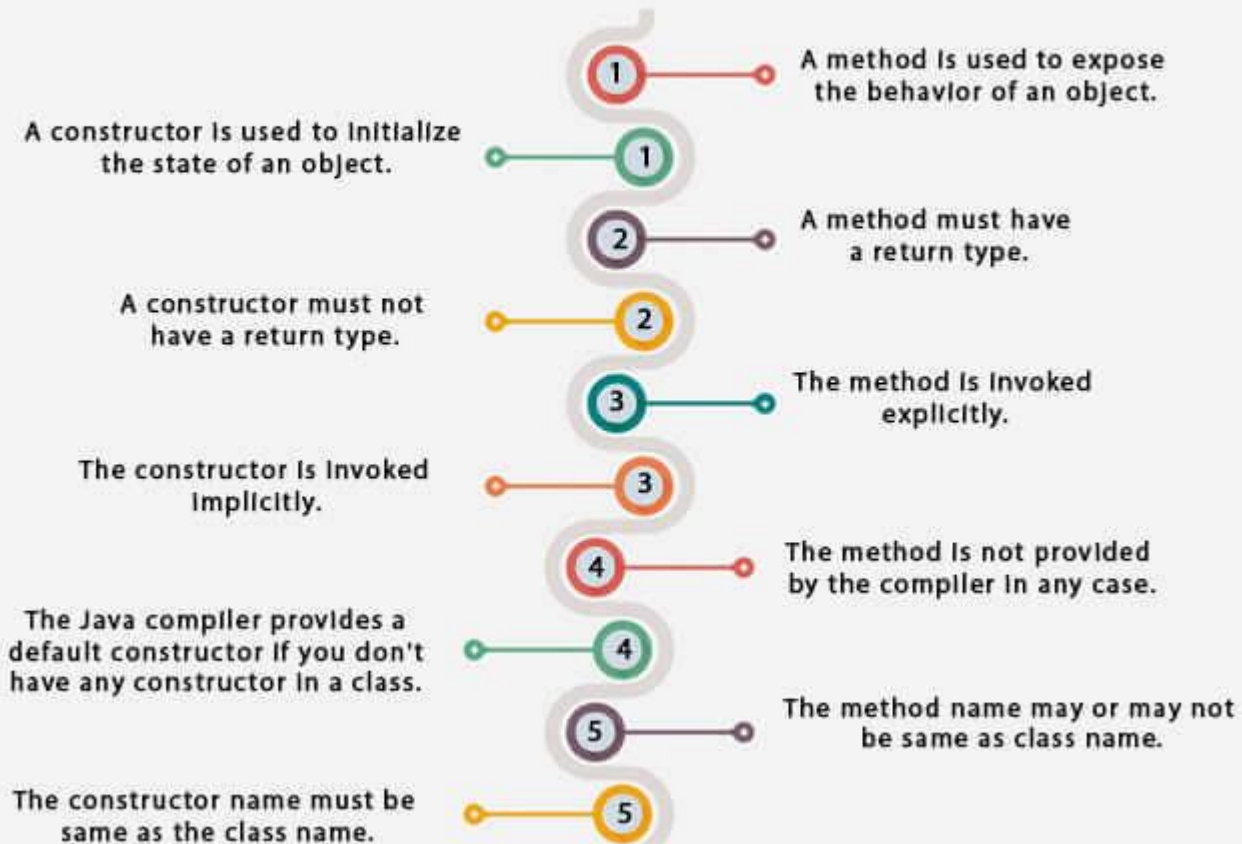 1
A method is used to expose
the behavior of an object.
A constructor is used to initialize
the state of an object.
1
2
A method must have
a return type.
A constructor must not
have a return type.
2
3
The method is invoked
explicitly.
The constructor is invoked
implicitly.
3
4
The method is not provided
by the compiler in any case.
The Java compiler provides a
default constructor if you don't
have any constructor in a class.
4
5
The method name may or may not
be same as class name.
The constructor name must be
same as the class name.
5